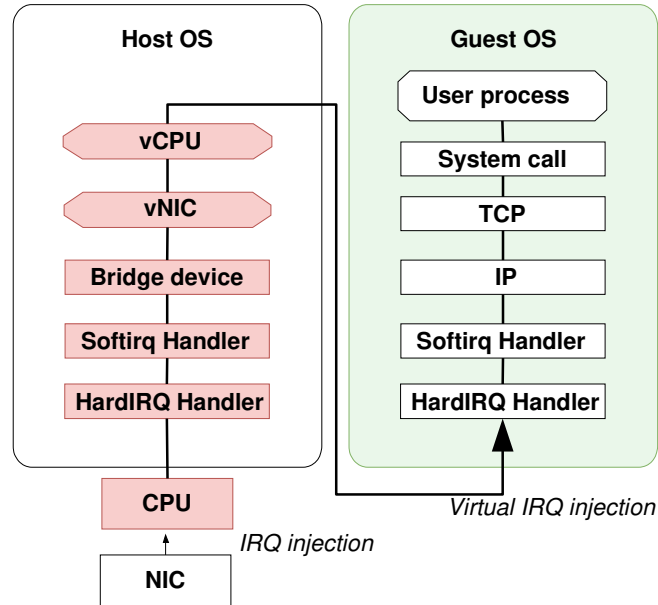 Host OS
vCPU
vNIC
Bridge device
Softirq Handler
HardIRQ Handler
CPU
IRQ injection
NIC
Guest OS
User process
System call
TCP
IP
Softirq Handler
HardIRQ Handler
Virtual IRQ injection